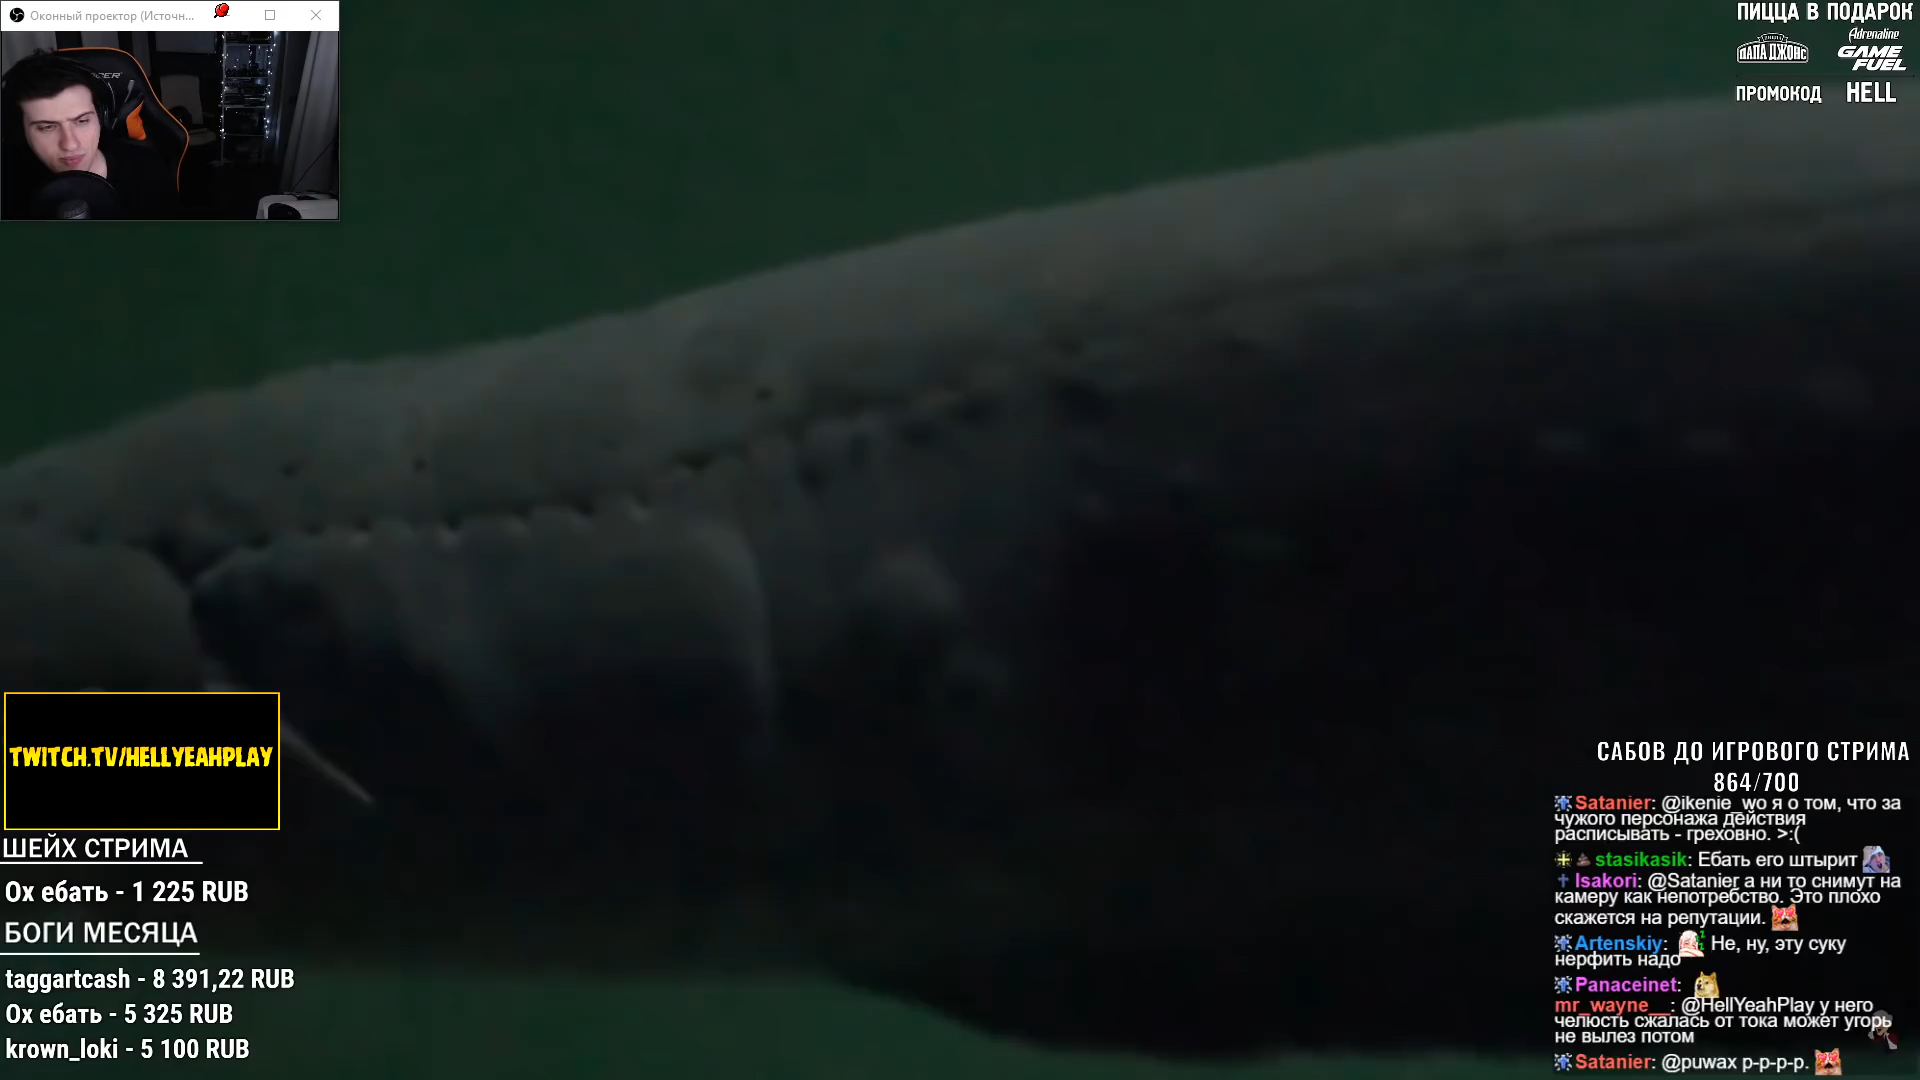 Оконный проектор (Источн...
ПИЦЦА В ПОДАРОК
ПАПА ДЖОНС
Adrenaline
GAME
FUEL
ПРОМОКОД HELL
TWITCH.TV/HELLYEAHPLAY
ШЕЙХ СТРИМА
Ох ебать - 1 225 RUB
БОГИ МЕСЯЦА
taggartcash - 8 391,22 RUB
Ох ебать - 5 325 RUB
krown_loki - 5 100 RUB
САБОВ ДО ИГРОВОГО СТРИМА
864/700
Satanier: @ikenie_wo я о том, что за
чужого персонажа действия
расписывать - греховно. >:(
stasikasik: Ебать его штырит
Isakori: @Satanier а ни то снимут на
камеру как непотребство. Это плохо
скажется на репутации.
Artenskiy: Не, ну, эту суку
нерфить надо
Panaceinet:
mr_wayne__: @HellYeahPlay у него
челюсть сжалась от тока может угорь
не вылез потом
Satanier: @puwax p-p-p-p.